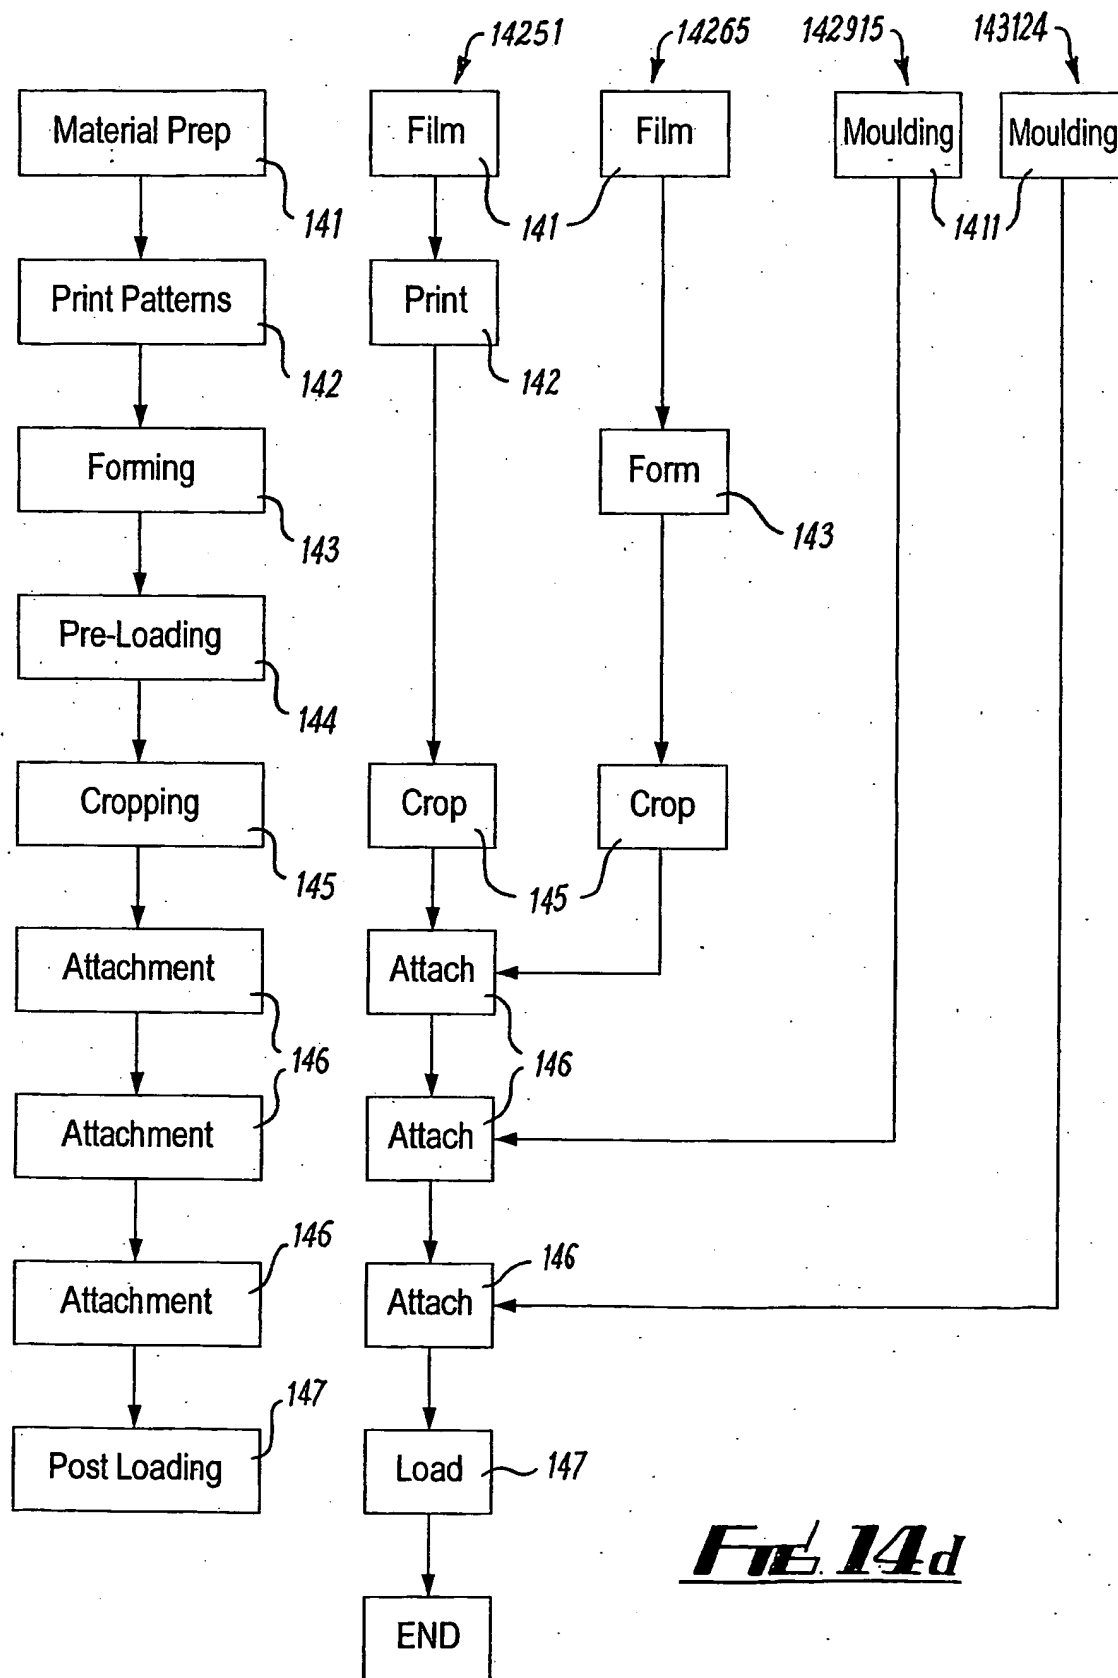 14251 14265 142915 143124
Material Prep Film Film Moulding Moulding
141 141 1411
Print Patterns Print
142 142
Forming Form
143 143
Pre-Loading
144
Cropping Crop Crop
145 145
Attachment Attach
146 146
Attachment Attach
146 146
Attachment Attach
147
Post Loading Load 147
FIG. 14d
END